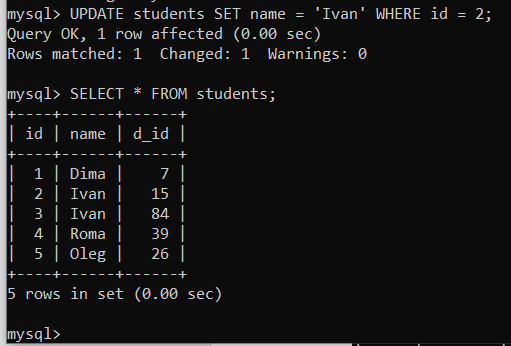 mysql> UPDATE students SET name = 'Ivan' WHERE id = 2;
Query OK, 1 row affected (0.00 sec)
Rows matched: 1  Changed: 1  Warnings: 0

mysql> SELECT * FROM students;
+----+------+------+
| id | name | d_id |
+----+------+------+
|  1 | Dima |    7 |
|  2 | Ivan |   15 |
|  3 | Ivan |   84 |
|  4 | Roma |   39 |
|  5 | Oleg |   26 |
+----+------+------+
5 rows in set (0.00 sec)

mysql>